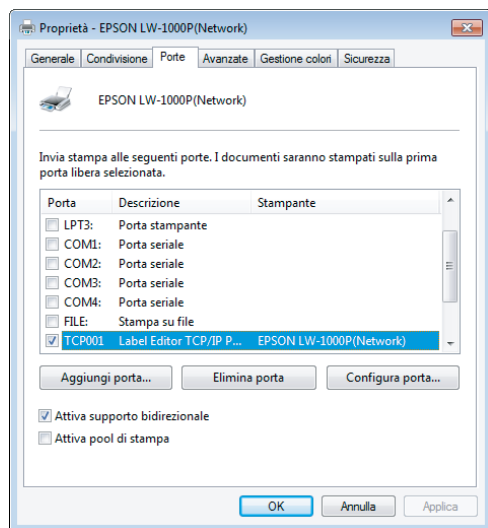 Proprietà - EPSON LW-1000P(Network)
Generale Condivisione Porte Avanzate Gestione colori Sicurezza
EPSON LW-1000P(Network)
Invia stampa alle seguenti porte. I documenti saranno stampati sulla prima
porta libera selezionata.
Porta Descrizione Stampante
LPT3: Porta stampante
COM1: Porta seriale
COM2: Porta seriale
COM3: Porta seriale
COM4: Porta seriale
FILE: Stampa su file
TCP001 Label Editor TCP/IP P... EPSON LW-1000P(Network)
Aggiungi porta... Elimina porta Configura porta...
Attiva supporto bidirezionale
Attiva pool di stampa
OK Annulla Applica